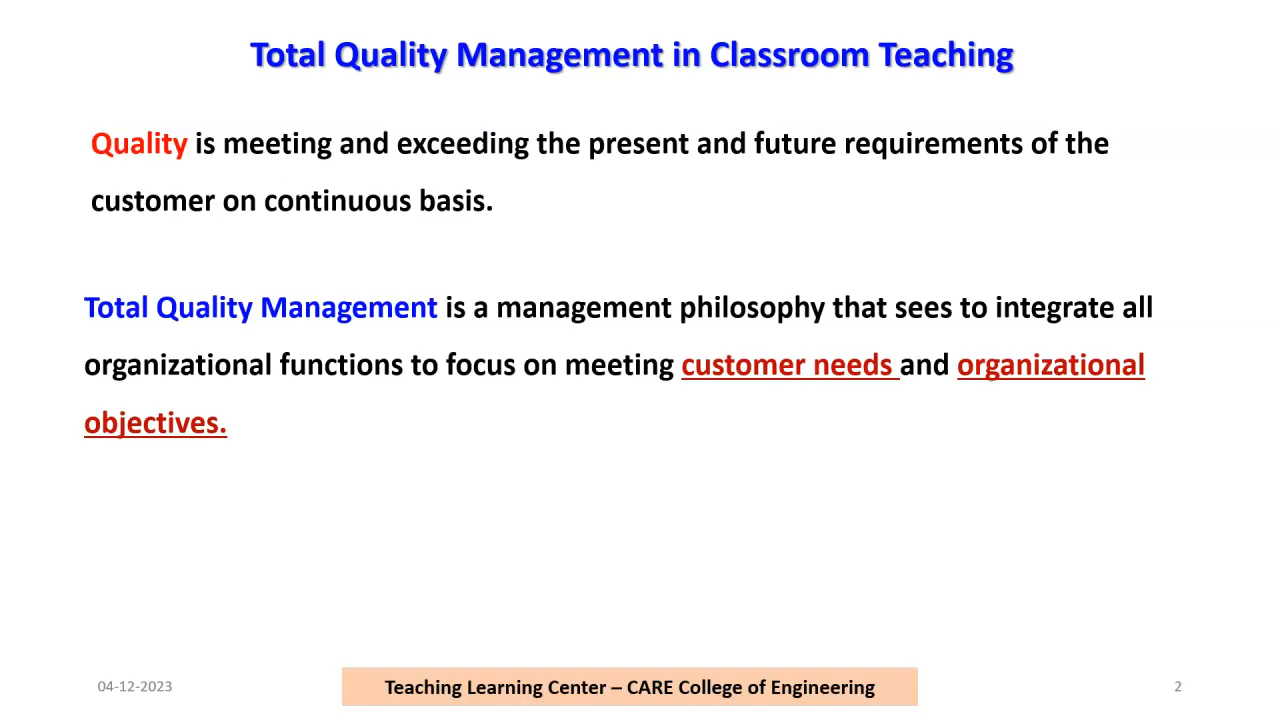 Total Quality Management in Classroom Teaching
Quality is meeting and exceeding the present and future requirements of the
customer on continuous basis.
Total Quality Management is a management philosophy that sees to integrate all
organizational functions to focus on meeting customer needs and organizational
objectives.
04-12-2023
Teaching Learning Center – CARE College of Engineering
2